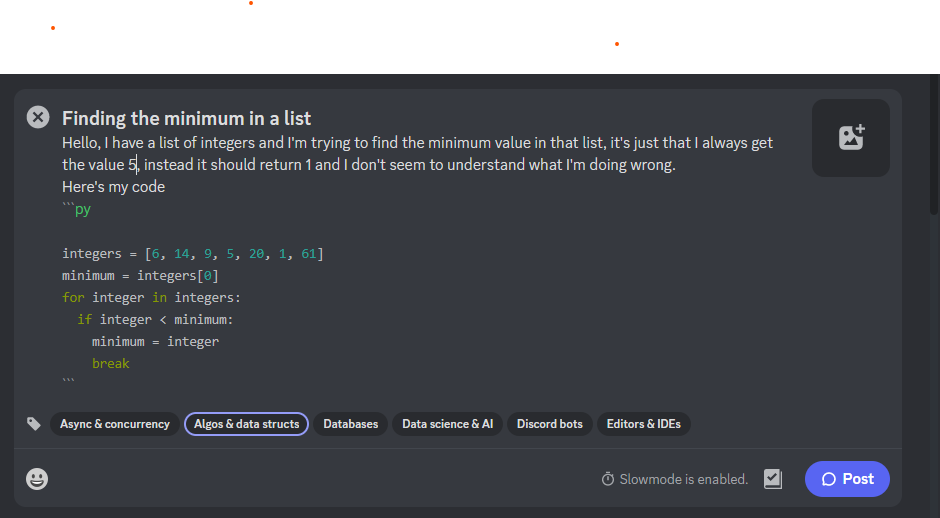 Finding the minimum in a list
Hello, I have a list of integers and I'm trying to find the minimum value in that list, it's just that I always get
the value 5, instead it should return 1 and I don't seem to understand what I'm doing wrong.
Here's my code
```py
integers = [6, 14, 9, 5, 20, 1, 61]
minimum = integers[0]
for integer in integers:
  if integer < minimum:
    minimum = integer
    break
```
Async & concurrency Algos & data structs Databases Data science & AI Discord bots Editors & IDEs
Slowmode is enabled. Post